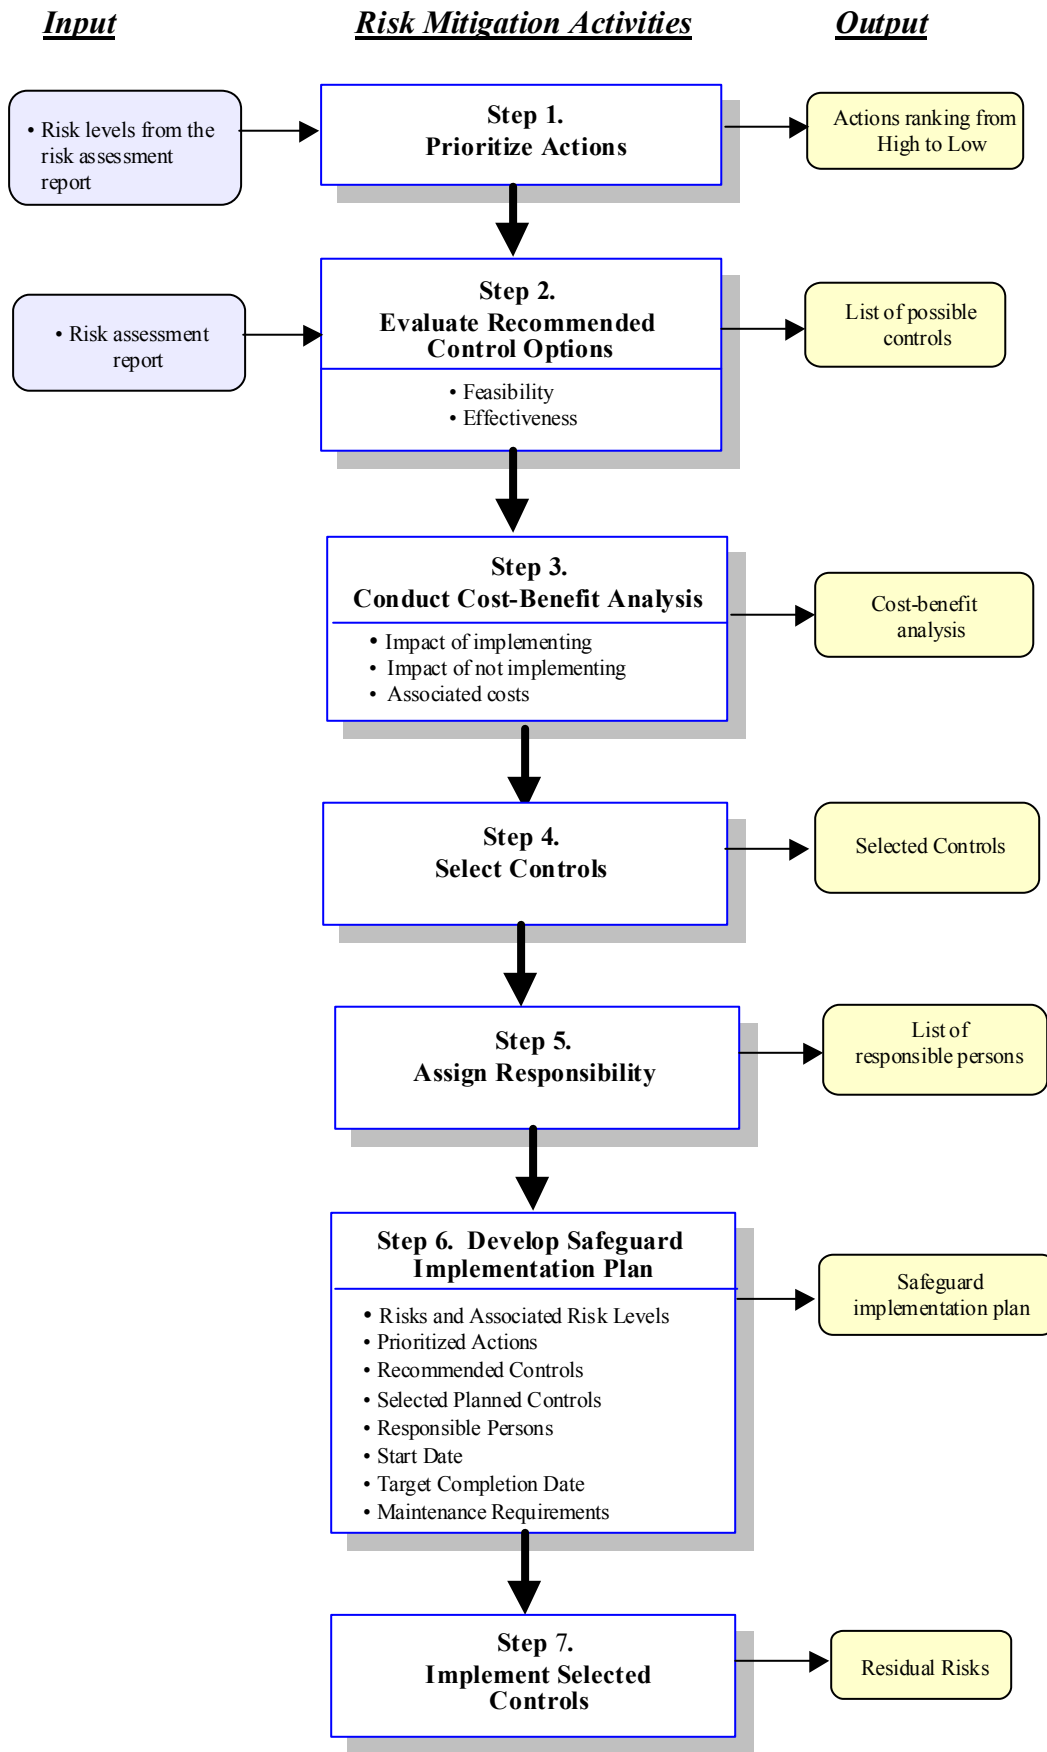 Input
Risk Mitigation Activities
Output
• Risk levels from the
risk assessment
report
Step 1.
Prioritize Actions
Actions ranking from
High to Low
• Risk assessment
report
Step 2.
Evaluate Recommended
Control Options
• Feasibility
• Effectiveness
List of possible
controls
Step 3.
Conduct Cost-Benefit Analysis
• Impact of implementing
• Impact of not implementing
• Associated costs
Cost-benefit
analysis
Step 4.
Select Controls
Selected Controls
Step 5.
Assign Responsibility
List of
responsible persons
Step 6. Develop Safeguard
Implementation Plan
• Risks and Associated Risk Levels
• Prioritized Actions
• Recommended Controls
• Selected Planned Controls
• Responsible Persons
• Start Date
• Target Completion Date
• Maintenance Requirements
Safeguard
implementation plan
Step 7.
Implement Selected
Controls
Residual Risks